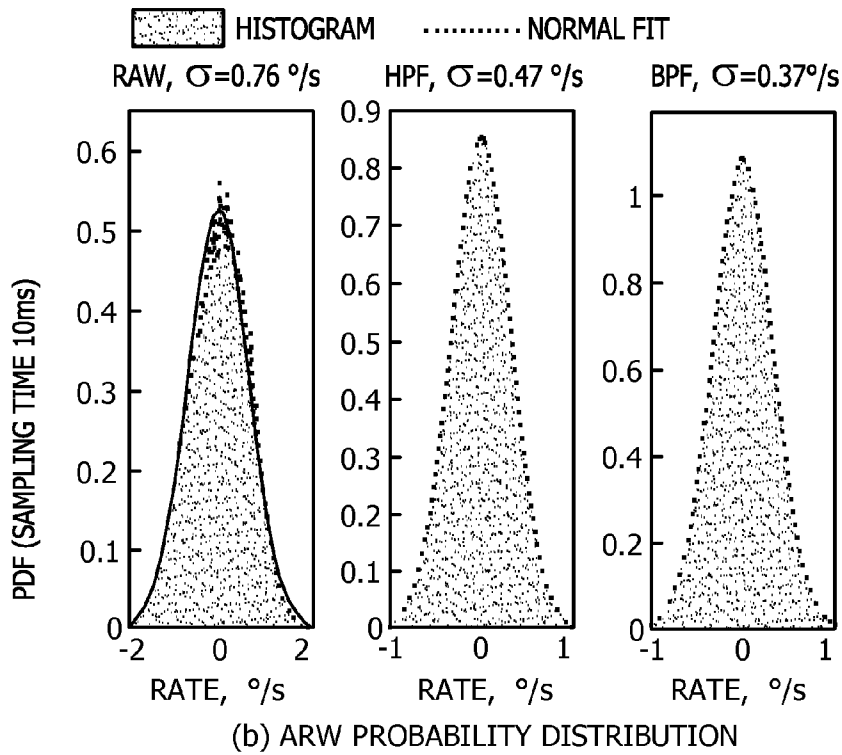 HISTOGRAM NORMAL FIT
RAW, σ=0.76 °/s HPF, σ=0.47 °/s BPF, σ=0.37°/s
PDF (SAMPLING TIME 10ms)
0.6
0.5
0.4
0.3
0.2
0.1
0
-2 0 2
RATE, °/s
0.9
0.8
0.7
0.6
0.5
0.4
0.3
0.2
0.1
0
-1 0 1
RATE, °/s
1
0.8
0.6
0.4
0.2
0
-1 0 1
RATE, °/s
(b) ARW PROBABILITY DISTRIBUTION